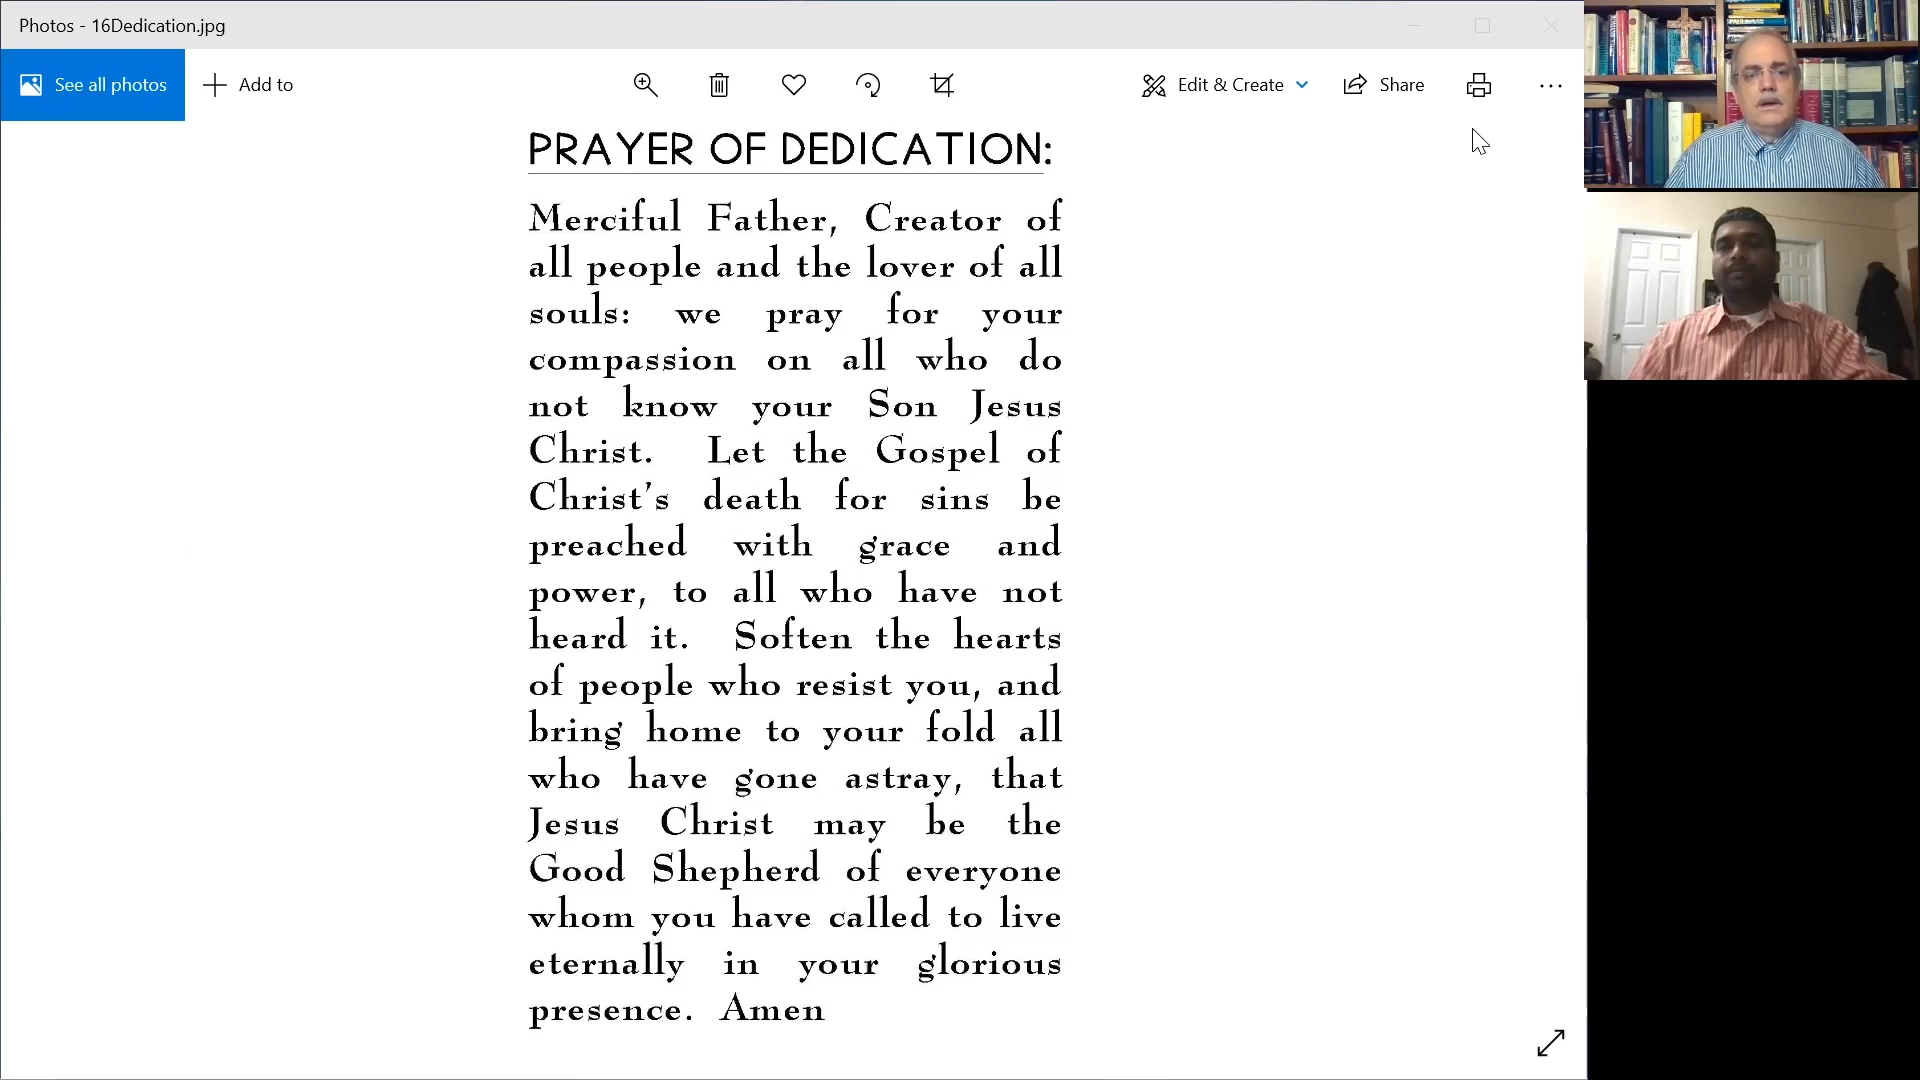 Photos - 16Dedication.jpg
See all photos
Add to
Edit & Create
Share
PRAYER OF DEDICATION:
Merciful Father, Creator of
all people and the lover of all
souls: we pray for your
compassion on all who do
not know your Son Jesus
Christ. Let the Gospel of
Christ's death for sins be
preached with grace and
power, to all who have not
heard it. Soften the hearts
of people who resist you, and
bring home to your fold all
who have gone astray, that
Jesus Christ may be the
Good Shepherd of everyone
whom you have called to live
eternally in your glorious
presence. Amen